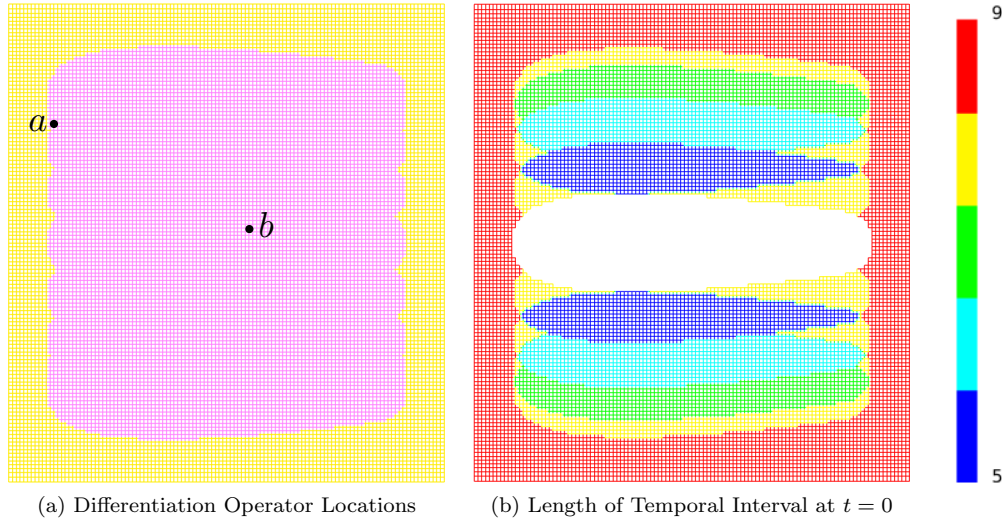 9
a
b
5
(a) Differentiation Operator Locations
(b) Length of Temporal Interval at t = 0